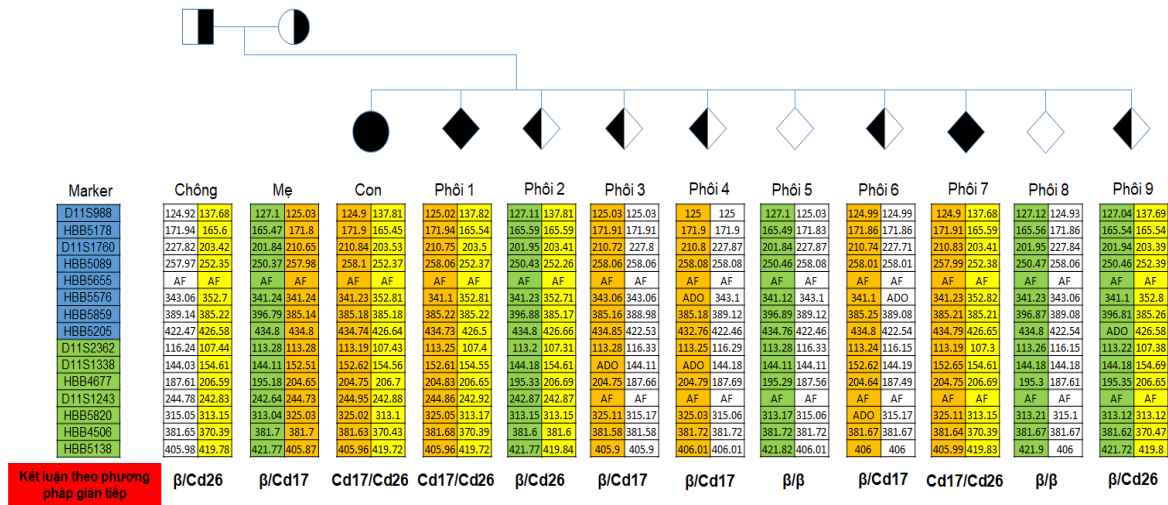 Marker Chồng Mẹ Con Phôi 1 Phôi 2 Phôi 3 Phôi 4 Phôi 5 Phôi 6 Phôi 7 Phôi 8 Phôi 9
D11S988 124.92 137.68 127.1 125.03 124.9 137.81 125.02 137.82 127.11 137.81 125.03 125.03 125 125 127.1 125.03 124.99 124.99 124.9 137.68 127.12 124.93 127.04 137.69
HBB5178 171.94 165.6 165.47 171.8 171.9 165.45 171.94 165.54 165.59 165.59 171.91 171.91 171.9 171.9 165.49 171.83 171.86 171.86 171.91 165.59 165.56 171.86 165.54 165.54
D11S1760 227.82 203.42 201.84 210.65 210.84 203.53 210.75 203.5 201.95 203.41 210.72 227.8 210.8 227.87 201.84 227.87 210.74 227.71 210.83 203.41 201.95 227.84 201.94 203.39
HBB5089 257.97 252.35 250.37 257.98 258.1 252.37 258.06 252.37 250.43 252.26 258.06 258.06 258.08 258.08 250.46 258.08 258.01 258.01 257.99 252.38 250.47 258.06 250.46 252.39
HBB5655 AF AF AF AF AF AF AF AF AF AF AF AF AF AF AF AF AF AF AF AF AF AF AF AF
HBB5576 343.06 352.7 341.24 341.24 341.23 352.81 341.1 352.81 341.23 352.71 343.06 343.06 ADO 343.1 341.12 343.1 341.1 ADO 341.23 352.82 341.23 343.06 341.1 352.8
HBB5859 389.14 385.22 396.79 385.14 385.18 385.18 385.22 385.22 396.88 385.17 385.16 388.98 385.18 389.12 396.89 389.12 385.25 389.08 385.21 385.21 396.87 389.08 396.81 385.26
HBB5205 422.47 426.58 434.8 434.8 434.74 426.64 434.73 426.5 434.8 426.66 434.85 422.53 432.76 422.46 434.76 422.46 434.8 422.54 434.79 426.65 434.8 422.54 ADO 426.58
D11S2362 116.24 107.44 113.28 113.28 113.19 107.43 113.25 107.4 113.2 107.31 113.28 116.33 113.25 116.29 113.28 116.33 113.24 116.15 113.19 107.3 113.26 116.15 113.22 107.38
D11S1338 144.03 154.61 144.11 152.51 152.62 154.56 152.61 154.55 144.18 154.61 ADO 144.11 ADO 144.18 144.11 144.11 152.62 144.19 152.65 154.61 144.18 144.18 144.18 154.69
HBB4677 187.61 206.59 195.18 204.65 204.75 206.7 204.83 206.65 195.33 206.69 204.75 187.66 204.79 187.69 195.29 187.56 204.64 187.49 204.75 206.69 195.3 187.61 195.35 206.65
D11S1243 244.78 242.83 242.64 244.73 244.95 242.88 244.86 242.92 242.87 242.87 AF AF AF AF AF AF AF AF AF AF AF AF AF AF
HBB5820 315.05 313.15 313.04 325.03 325.02 313.1 325.05 313.17 313.15 313.15 325.11 315.17 325.03 315.06 313.17 315.06 ADO 315.17 325.11 313.15 313.21 315.1 313.12 313.12
HBB4506 381.65 370.39 381.7 381.7 381.63 370.43 381.68 370.39 381.6 381.6 381.58 381.58 381.72 381.72 381.72 381.72 381.67 381.67 381.64 370.39 381.67 381.67 381.62 370.47
HBB5138 405.98 419.78 421.77 405.87 405.96 419.72 405.96 419.72 421.77 419.84 405.9 405.9 406.01 406.01 421.82 406.01 406 406 405.99 419.83 421.9 406 421.72 419.8
Kết luận theo phương
pháp gián tiếp
β/Cd26 β/Cd17 Cd17/Cd26 Cd17/Cd26 β/Cd26 β/Cd17 β/Cd17 β/β β/Cd17 Cd17/Cd26 β/β β/Cd26